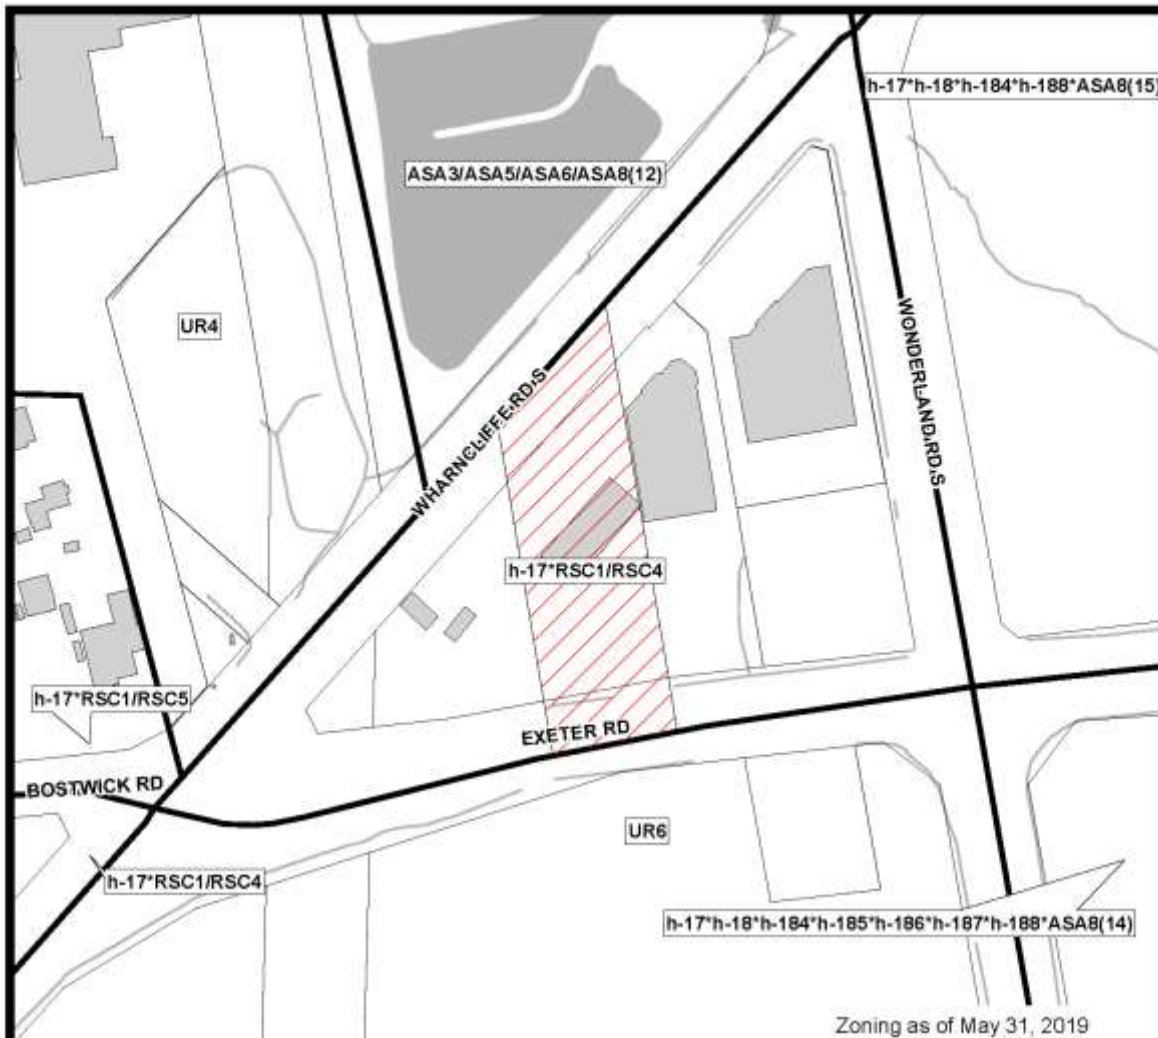 h-17*h-18*h-184*h-188*ASA8(15)
ASA3/ASA5/ASA6/ASA8(12)
UR4
WHARNCLIFFE RD S
WONDERLAND RD S
h-17*RSC1/RSC4
h-17*RSC1/RSC5
EXETER RD
BOSTWICK RD
UR6
h-17*RSC1/RSC4
h-17*h-18*h-184*h-185*h-186*h-187*h-188*ASA8(14)
Zoning as of May 31, 2019